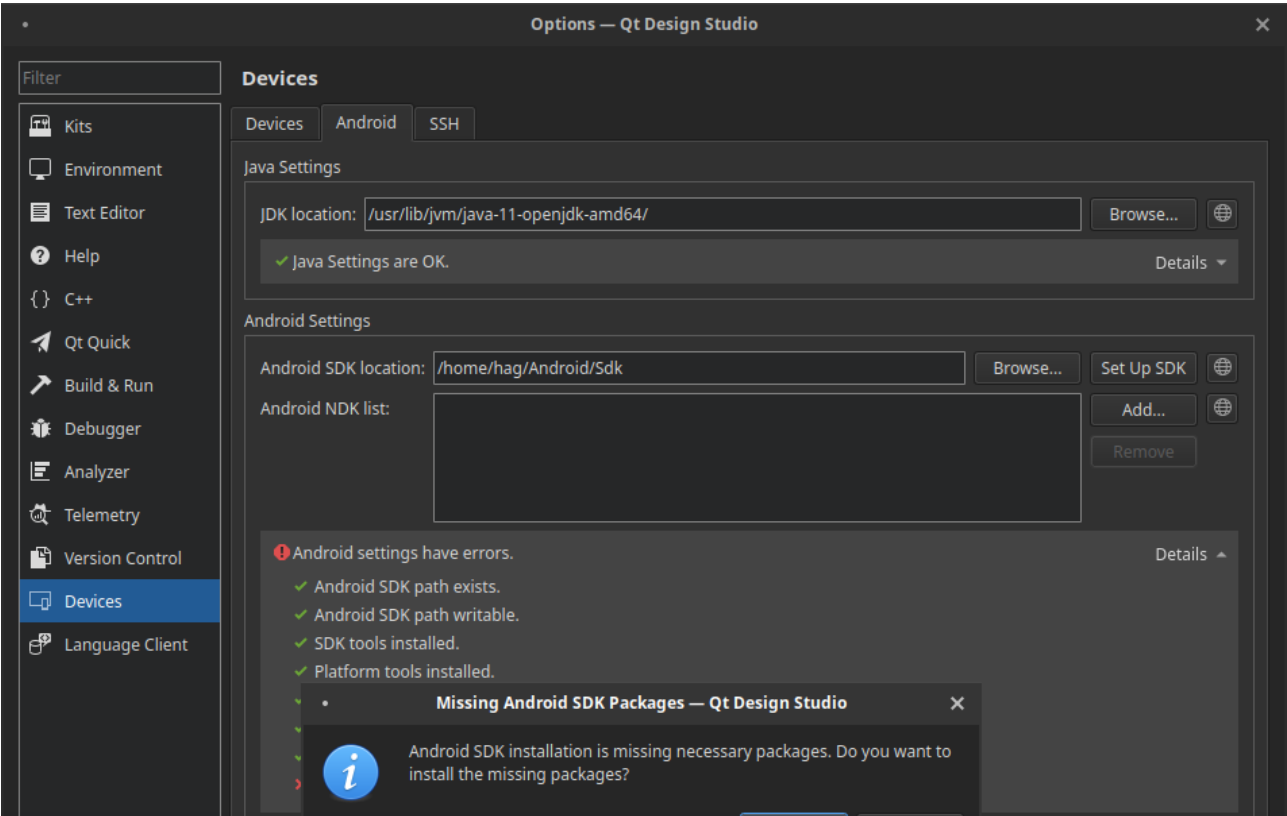 Options — Qt Design Studio
Filter
Kits
Environment
Text Editor
Help
C++
Qt Quick
Build & Run
Debugger
Analyzer
Telemetry
Version Control
Devices
Language Client
Devices
Devices Android SSH
Java Settings
JDK location: /usr/lib/jvm/java-11-openjdk-amd64/ Browse...
Java Settings are OK. Details
Android Settings
Android SDK location: /home/hag/Android/Sdk Browse... Set Up SDK
Android NDK list: Add...
Remove
Android settings have errors. Details
Android SDK path exists.
Android SDK path writable.
SDK tools installed.
Platform tools installed.
Missing Android SDK Packages — Qt Design Studio
Android SDK installation is missing necessary packages. Do you want to
install the missing packages?